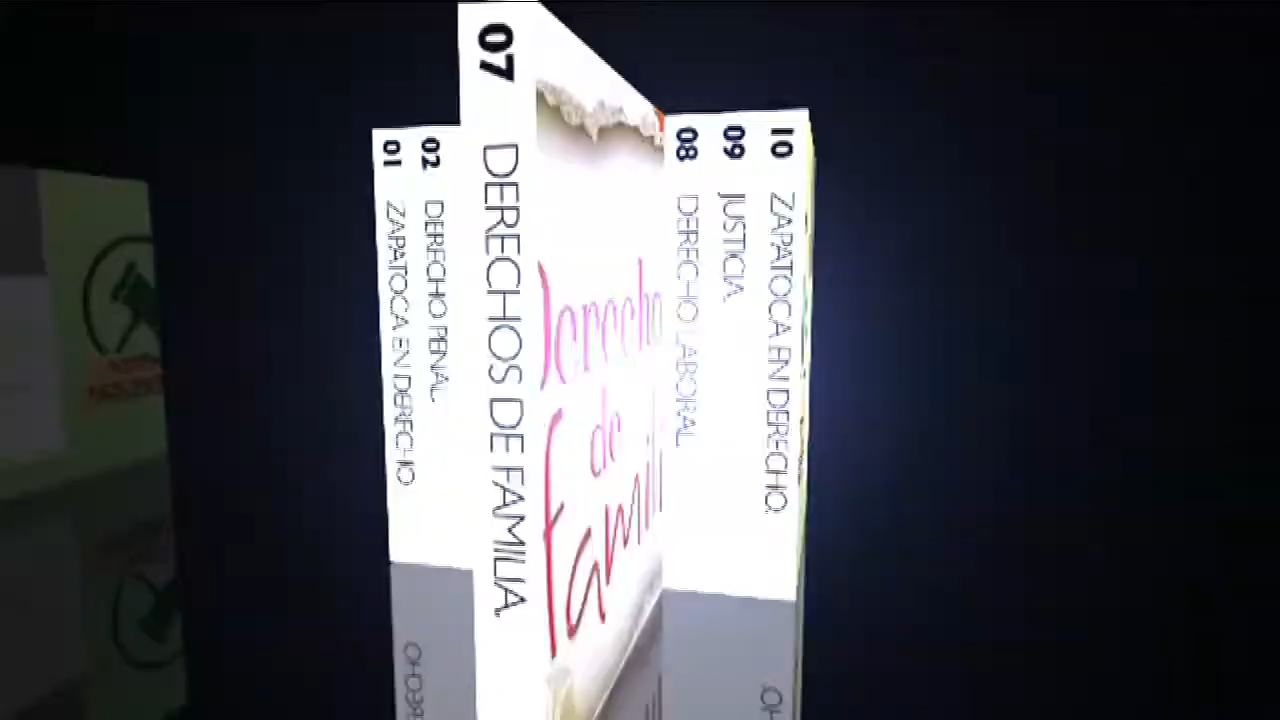 01 ZAPATOCA EN DERECHO
02 DERECHO PENAL.
07 DERECHOS DE FAMILIA.
Derecho
de
Famili
08 DERECHO LABORAL
09 JUSTICIA.
10 ZAPATOCA EN DERECHO.